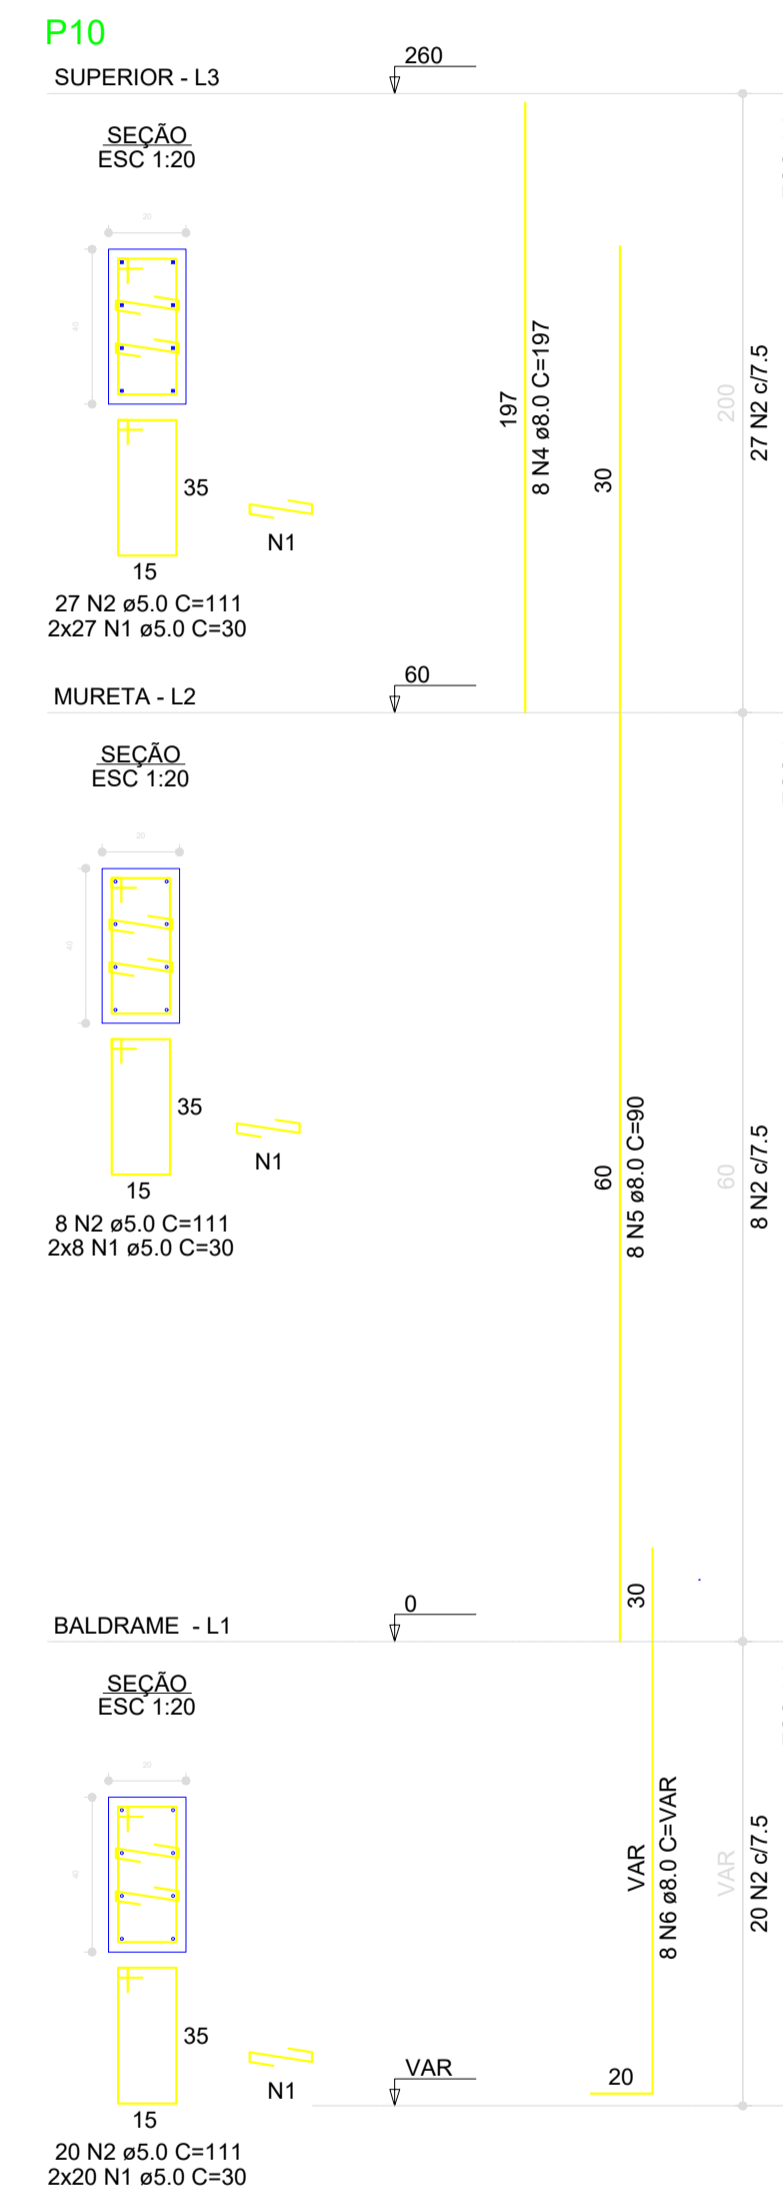 P10
SUPERIOR - L3
260
SEÇÃO
ESC 1:20
20
40
35
15
N1
27 N2 ø5.0 C=111
2x27 N1 ø5.0 C=30
197
8 N4 ø8.0 C=197
30
200
27 N2 c/7.5
MURETA - L2
60
SEÇÃO
ESC 1:20
20
40
35
15
N1
8 N2 ø5.0 C=111
2x8 N1 ø5.0 C=30
60
8 N5 ø8.0 C=90
60
8 N2 c/7.5
BALDRAME - L1
0
30
SEÇÃO
ESC 1:20
20
40
35
15
N1
20 N2 ø5.0 C=111
2x20 N1 ø5.0 C=30
VAR
8 N6 ø8.0 C=VAR
VAR
20 N2 c/7.5
VAR
20